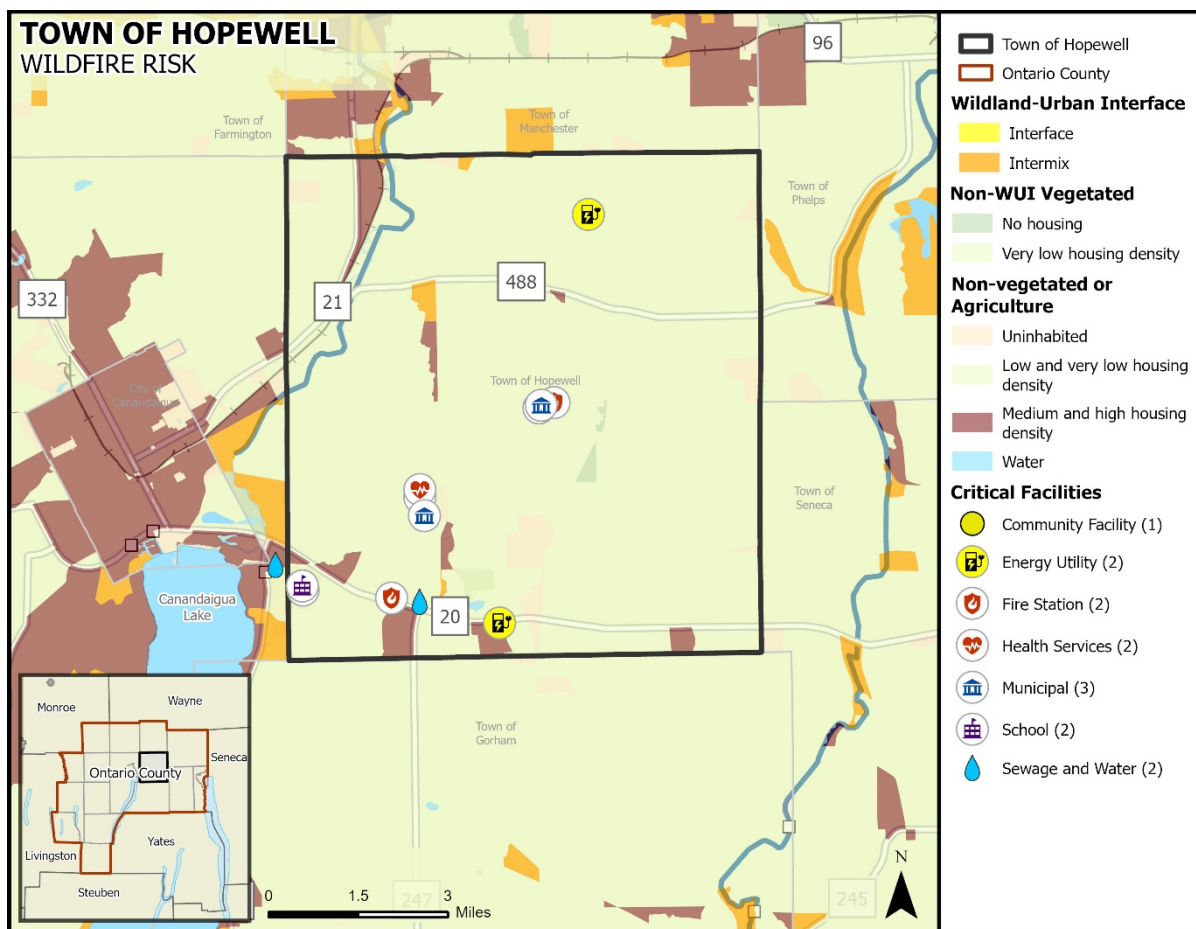 TOWN OF HOPEWELL
WILDFIRE RISK
96
Town of
Farmington
Town of
Manchester
Town of
Phelps
332
21
488
City of
Canandaigua
Town of Hopewell
Town of
Seneca
Canandaigua
Lake
20
Town of
Gorham
247
245
Monroe
Wayne
Seneca
Ontario County
Yates
Livingston
Steuben
0
1.5
3
Miles
N
Town of Hopewell
Ontario County
Wildland-Urban Interface
Interface
Intermix
Non-WUI Vegetated
No housing
Very low housing density
Non-vegetated or
Agriculture
Uninhabited
Low and very low housing
density
Medium and high housing
density
Water
Critical Facilities
Community Facility (1)
Energy Utility (2)
Fire Station (2)
Health Services (2)
Municipal (3)
School (2)
Sewage and Water (2)